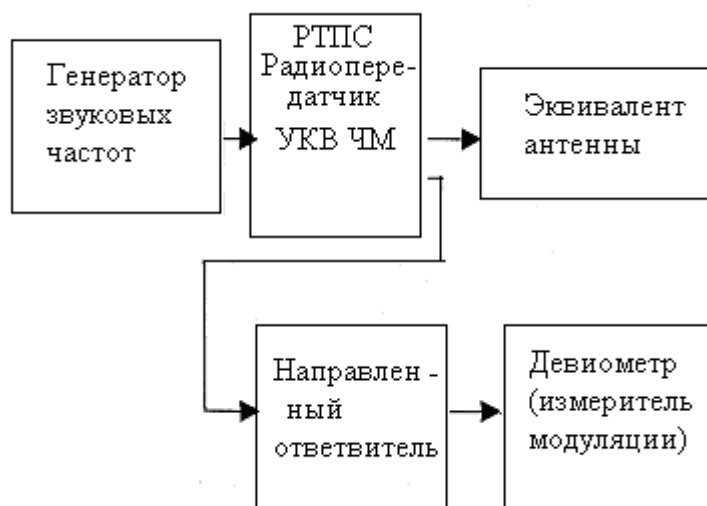 Генератор
звуковых
частот
РТПС
Радиопере-
датчик
УКВ ЧМ
Эквивалент
антенны
Направлен -
ный
ответвитель
Девиометр
(измеритель
модуляции)